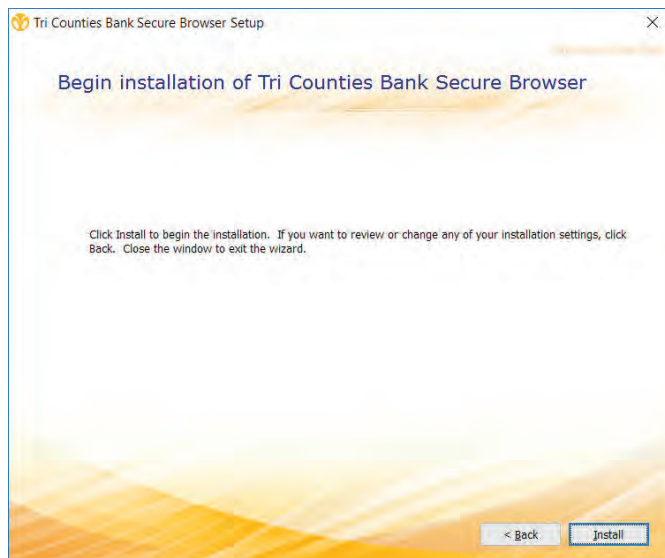 Tri Counties Bank Secure Browser Setup
Begin installation of Tri Counties Bank Secure Browser
Click Install to begin the installation. If you want to review or change any of your installation settings, click
Back. Close the window to exit the wizard.
< Back
Install